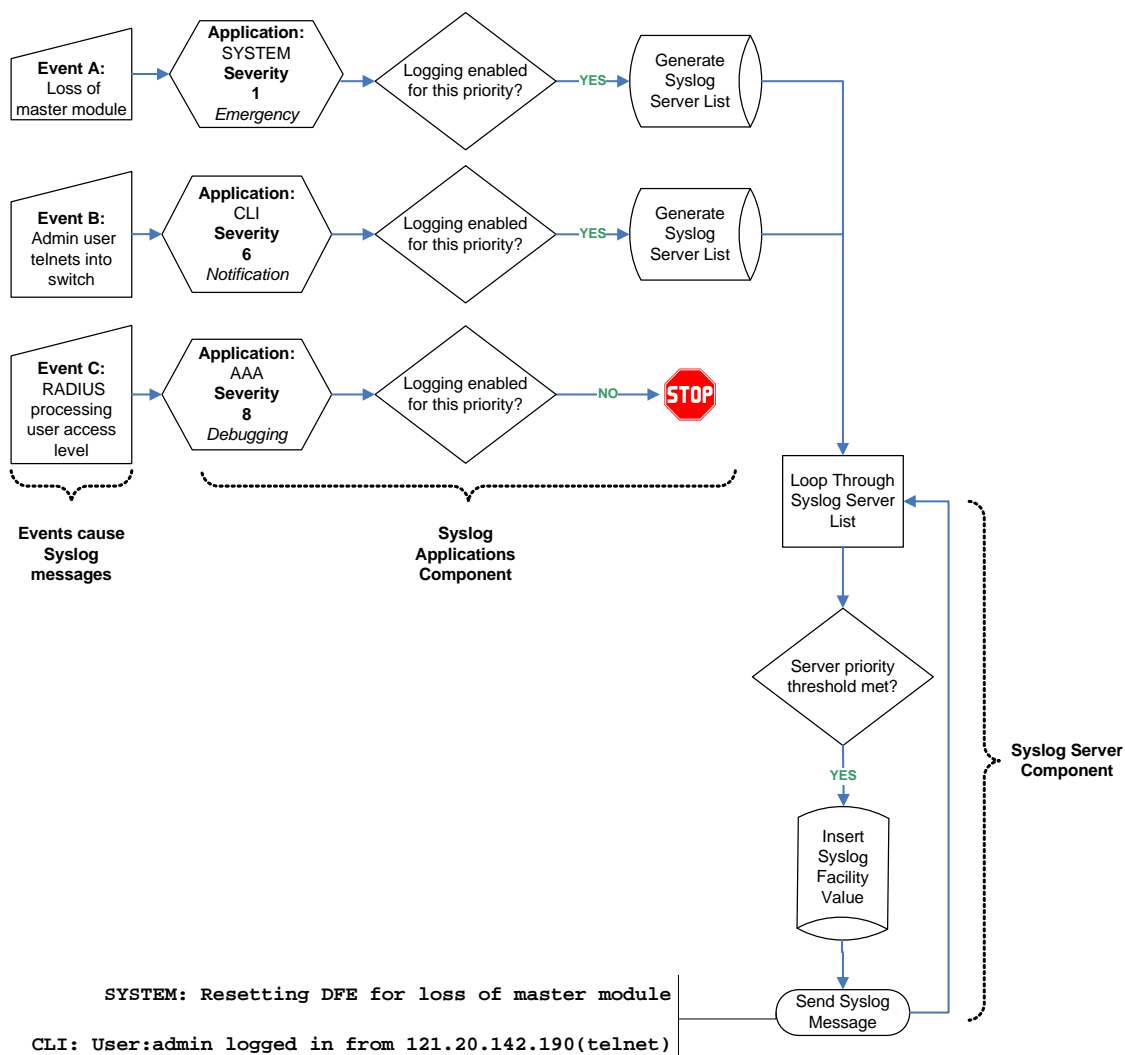 Event A:
Loss of
master module
Application:
SYSTEM
Severity
1
Emergency
Logging enabled
for this priority?
YES
Generate
Syslog
Server List
Event B:
Admin user
telnets into
switch
Application:
CLI
Severity
6
Notification
Logging enabled
for this priority?
YES
Generate
Syslog
Server List
Event C:
RADIUS
processing
user access
level
Application:
AAA
Severity
8
Debugging
Logging enabled
for this priority?
NO
STOP
Events cause
Syslog
messages
Syslog
Applications
Component
Loop Through
Syslog Server
List
Server priority
threshold met?
YES
Insert
Syslog
Facility
Value
Send Syslog
Message
Syslog Server
Component
SYSTEM: Resetting DFE for loss of master module
CLI: User:admin logged in from 121.20.142.190(telnet)